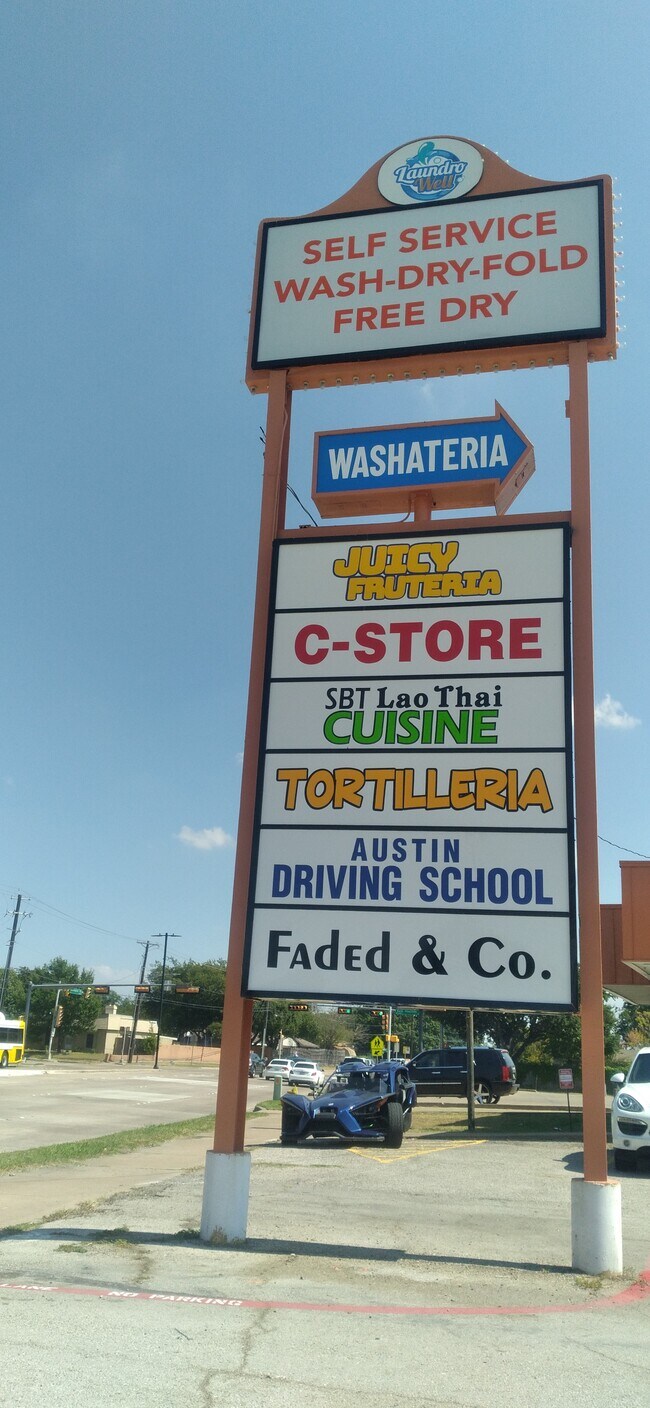 Laundro
Well
SELF SERVICE
WASH-DRY-FOLD
FREE DRY
WASHATERIA
JUICY
FRUTERIA
C-STORE
SBT Lao Thai
CUISINE
TORTILLERIA
AUSTIN
DRIVING SCHOOL
FADED & CO.
LANE NO PARKING